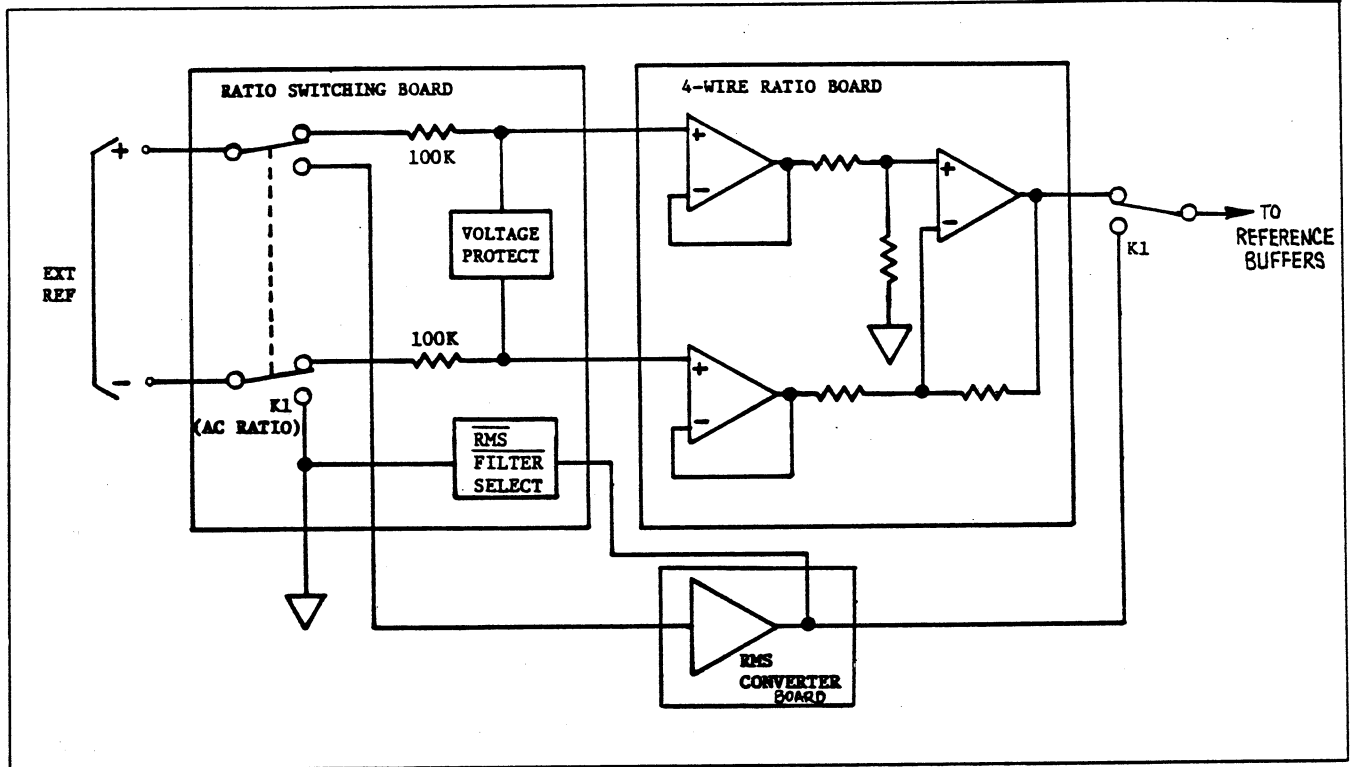 RATIO SWITCHING BOARD
4-WIRE RATIO BOARD
+
100K
+
-
+
-
VOLTAGE
PROTECT
K1
TO
REFERENCE
BUFFERS
EXT
REF
100K
-
+
-
K1
(AC RATIO)
RMS
FILTER
SELECT
RMS
CONVERTER
BOARD